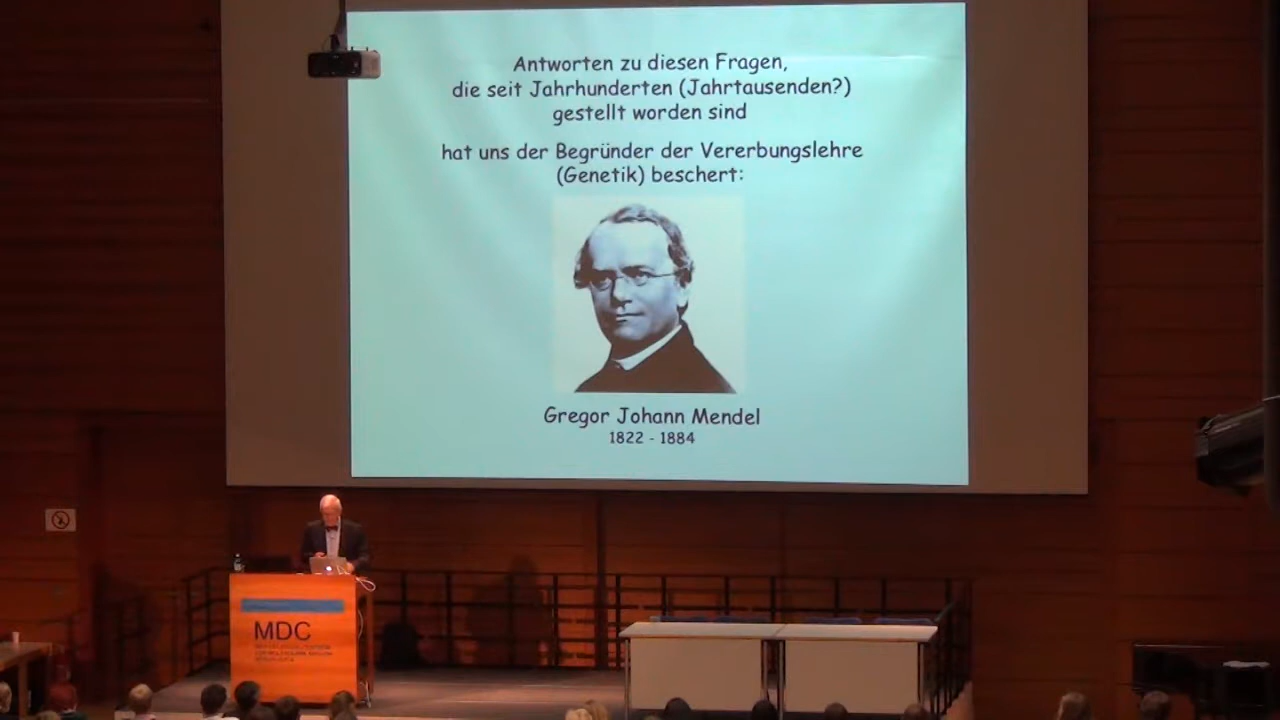 Antworten zu diesen Fragen,
die seit Jahrhunderten (Jahrtausenden?)
gestellt worden sind
hat uns der Begründer der Vererbungslehre
(Genetik) beschert:
Gregor Johann Mendel
1822 - 1884
MDC